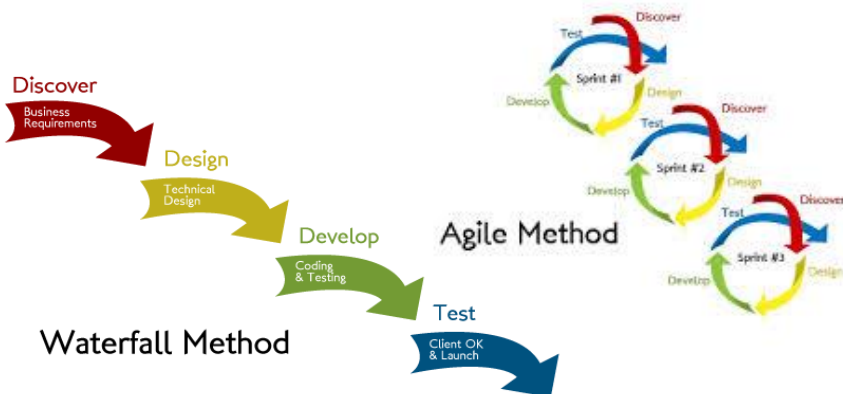 Discover
Business
Requirements
Design
Technical
Design
Develop
Coding
& Testing
Test
Client OK
& Launch
Waterfall Method
Discover
Test
Sprint #1
Develop
Design
Discover
Test
Sprint #2
Develop
Design
Discover
Test
Sprint #3
Develop
Design
Agile Method